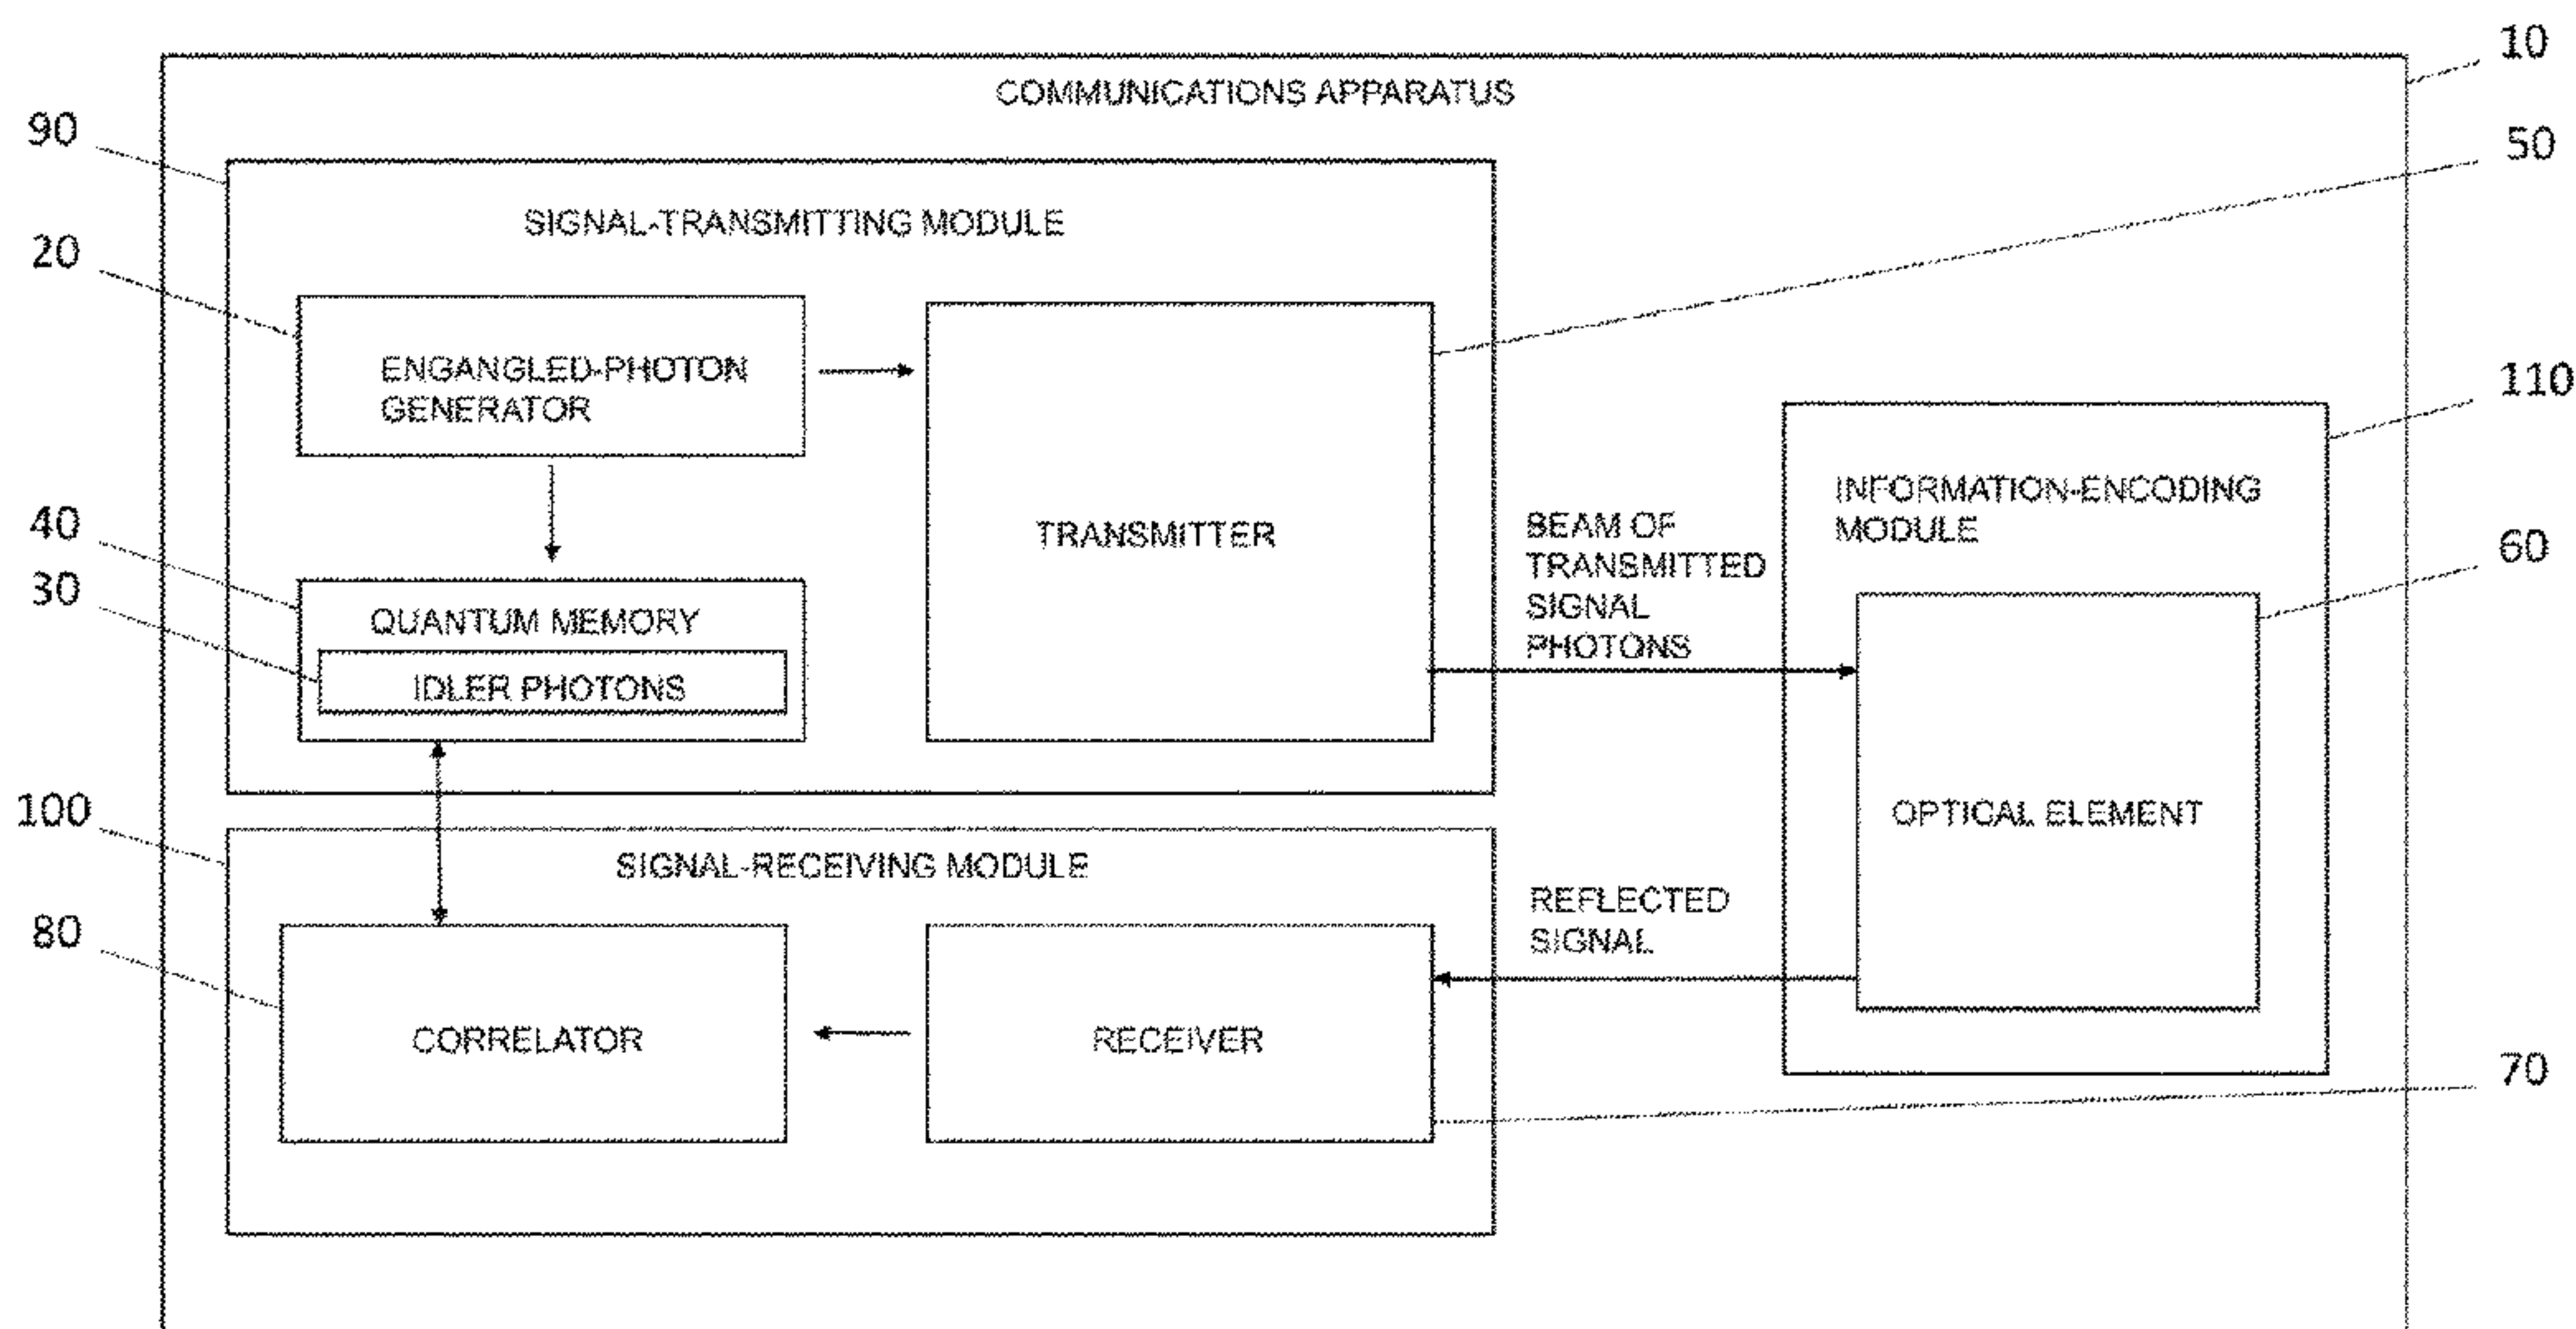 10
COMMUNICATIONS APPARATUS
90
50
SIGNAL-TRANSMITTING MODULE
20
ENGANGLED-PHOTON
GENERATOR
TRANSMITTER
110
INFORMATION-ENCODING
MODULE
40
30
QUANTUM MEMORY
IDLER PHOTONS
BEAM OF
TRANSMITTED
SIGNAL
PHOTONS
60
OPTICAL ELEMENT
100
SIGNAL-RECEIVING MODULE
REFLECTED
SIGNAL
80
CORRELATOR
RECEIVER
70